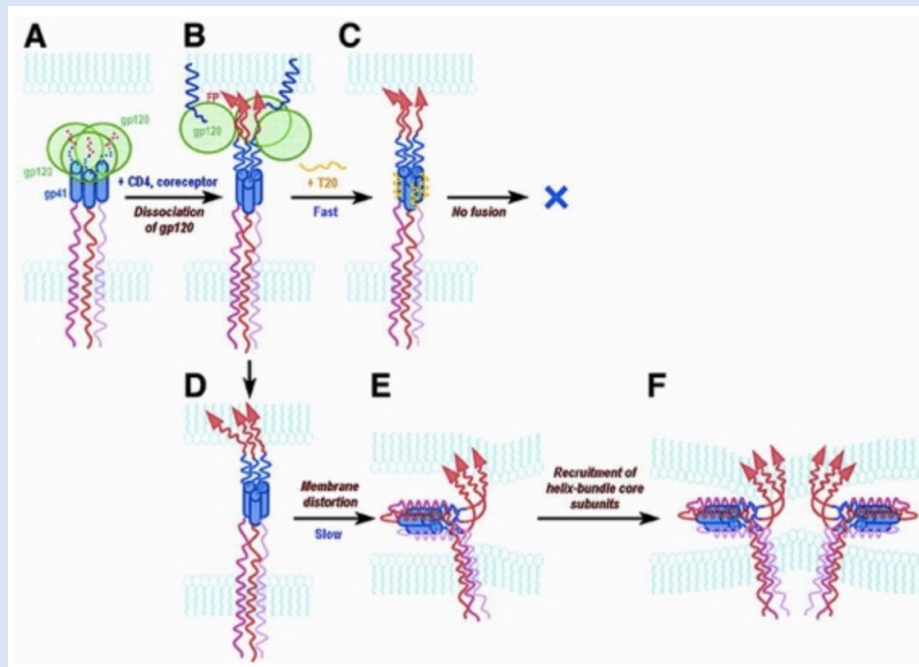 A
B
C
gp120
gp120
gp41
+ CD4, coreceptor
Dissociation
of gp120
FP
gp120
+ T20
Fast
No fusion
D
E
F
Membrane
distortion
Slow
Recruitment of
helix-bundle core
subunits